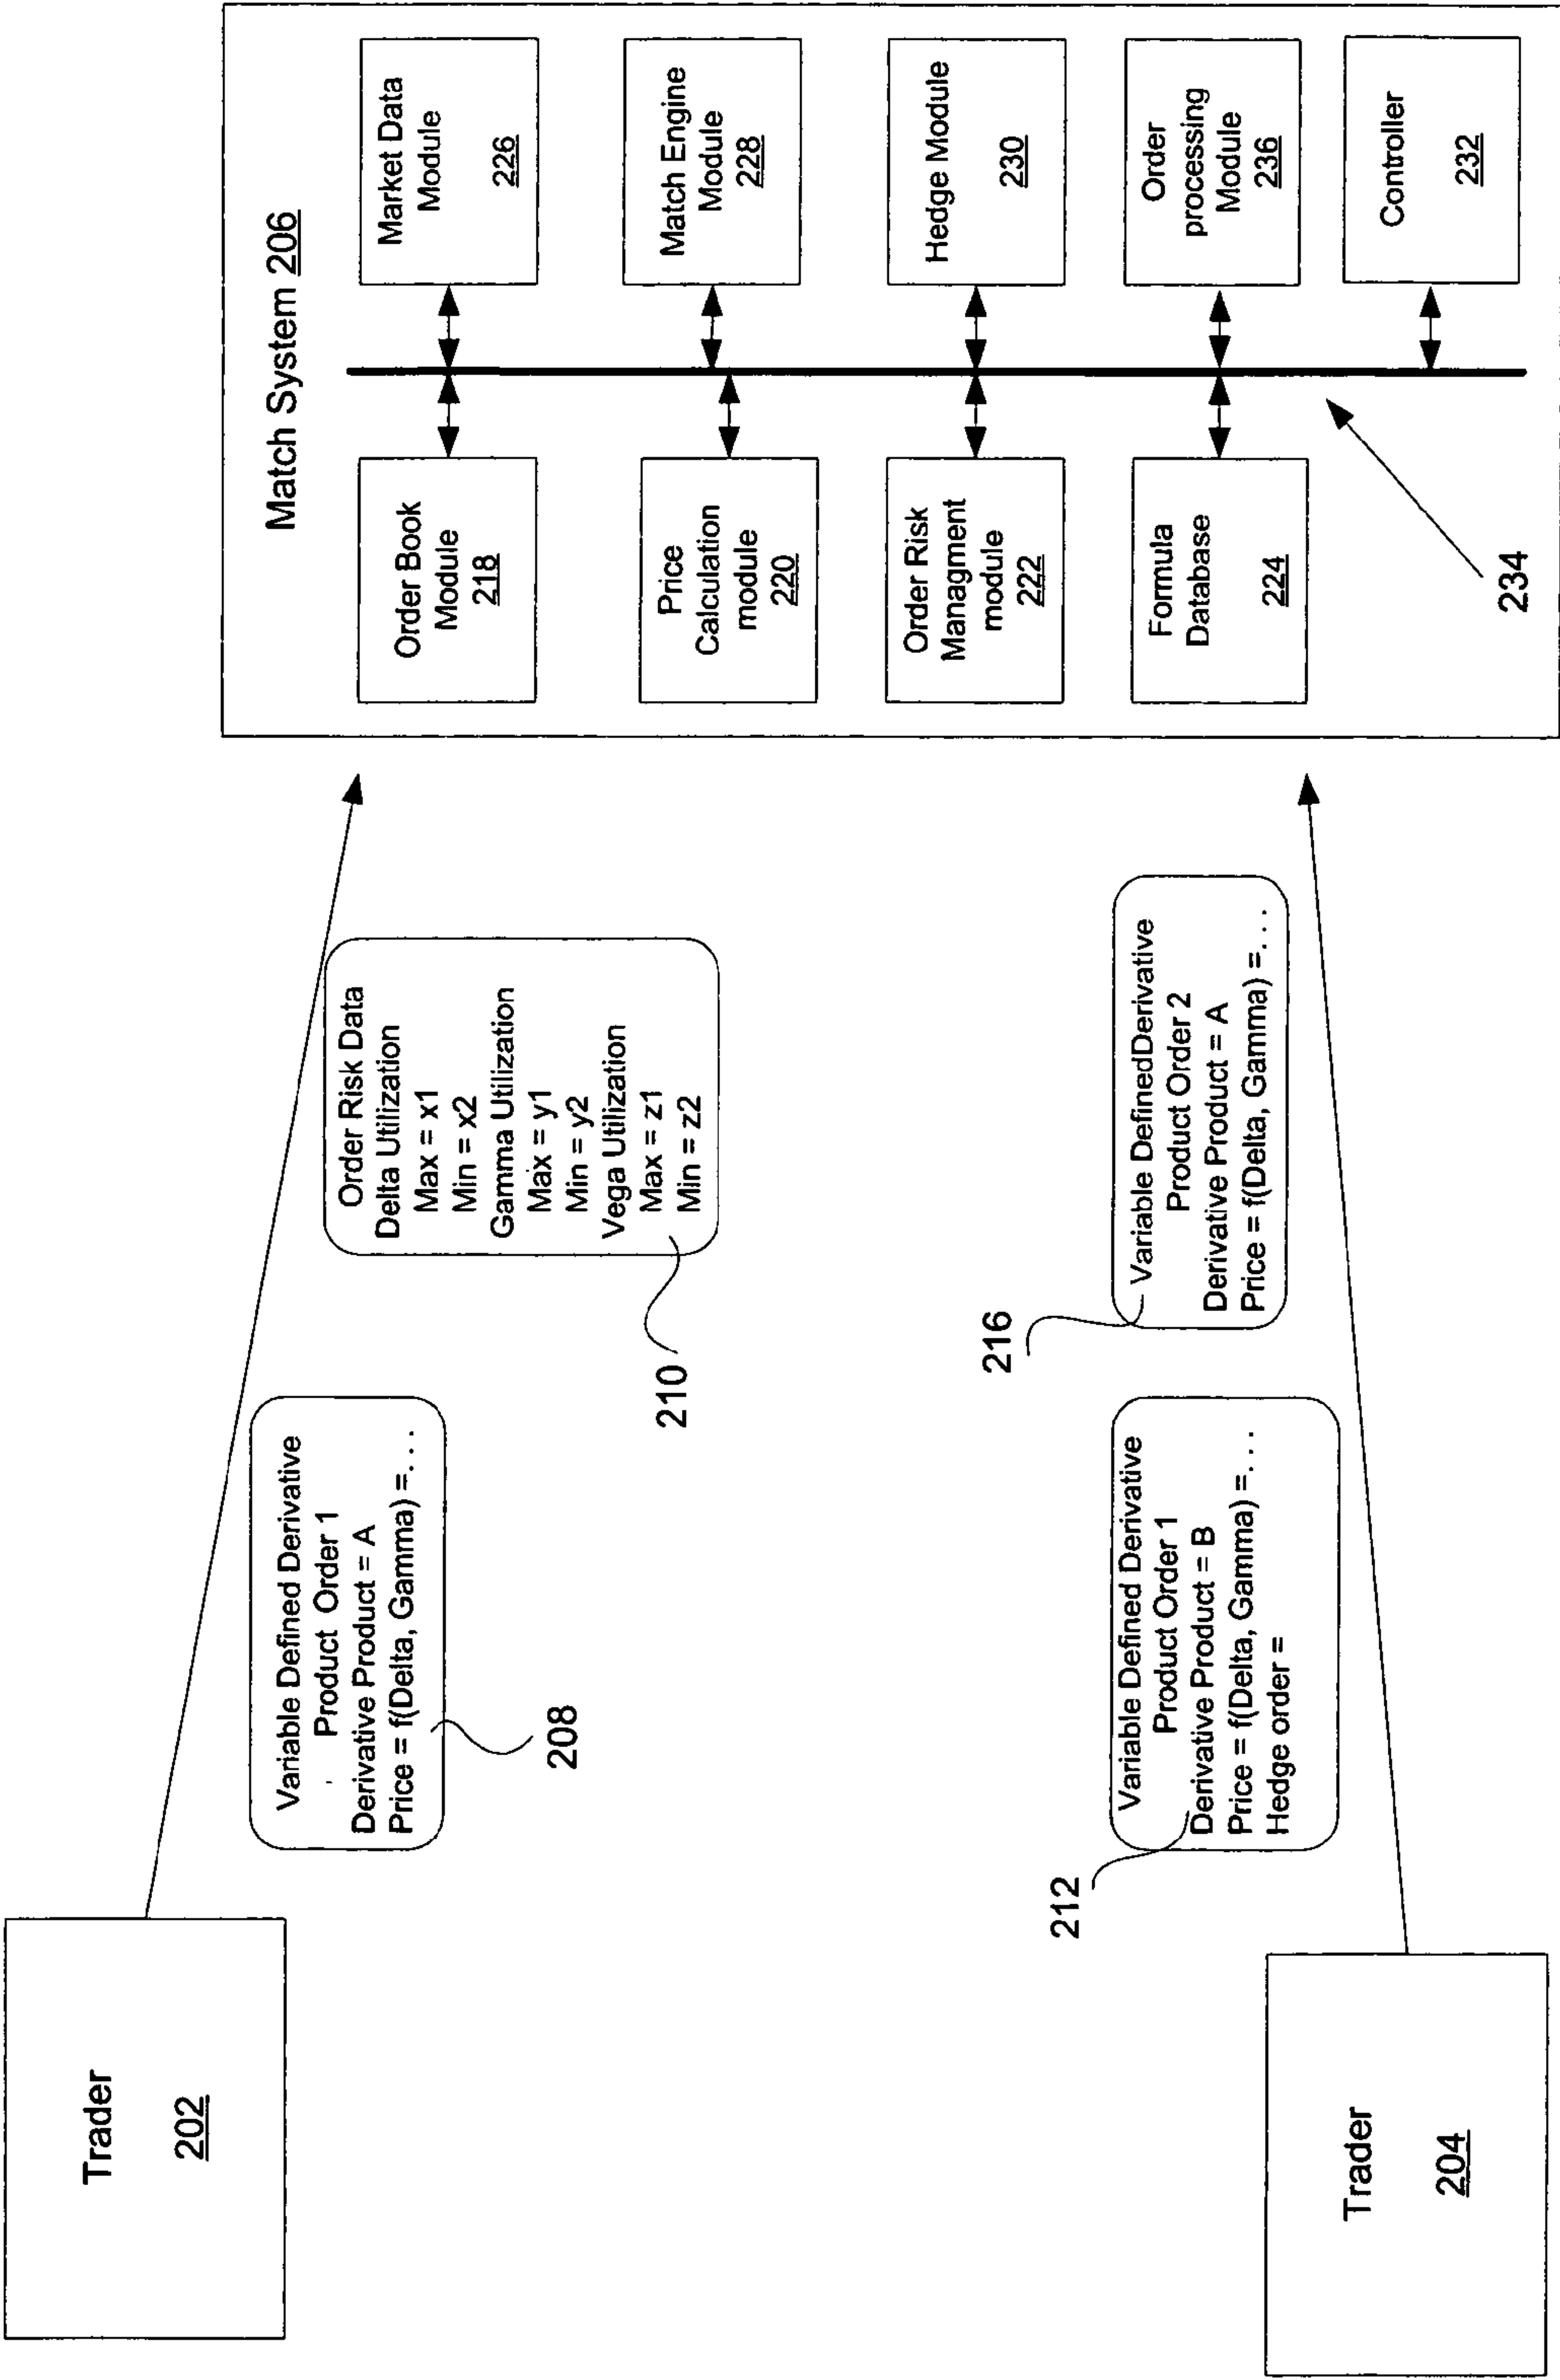 Trader
202
Variable Defined Derivative
Product Order 1
Derivative Product = A
Price = f(Delta, Gamma) =. . .
208
Order Risk Data
Delta Utilization
Max = x1
Min = x2
Gamma Utilization
Max = y1
Min = y2
Vega Utilization
Max = z1
Min = z2
210
Trader
204
Variable Defined Derivative
Product Order 1
Derivative Product = B
Price = f(Delta, Gamma) =. . .
Hedge order =
212
Variable DefinedDerivative
Product Order 2
Derivative Product = A
Price = f(Delta, Gamma) =. . .
216
Match System 206
Order Book
Module
218
Market Data
Module
226
Price
Calculation
module
220
Match Engine
Module
228
Order Risk
Managment
module
222
Hedge Module
230
Formula
Database
224
Order
processing
Module
236
Controller
232
234